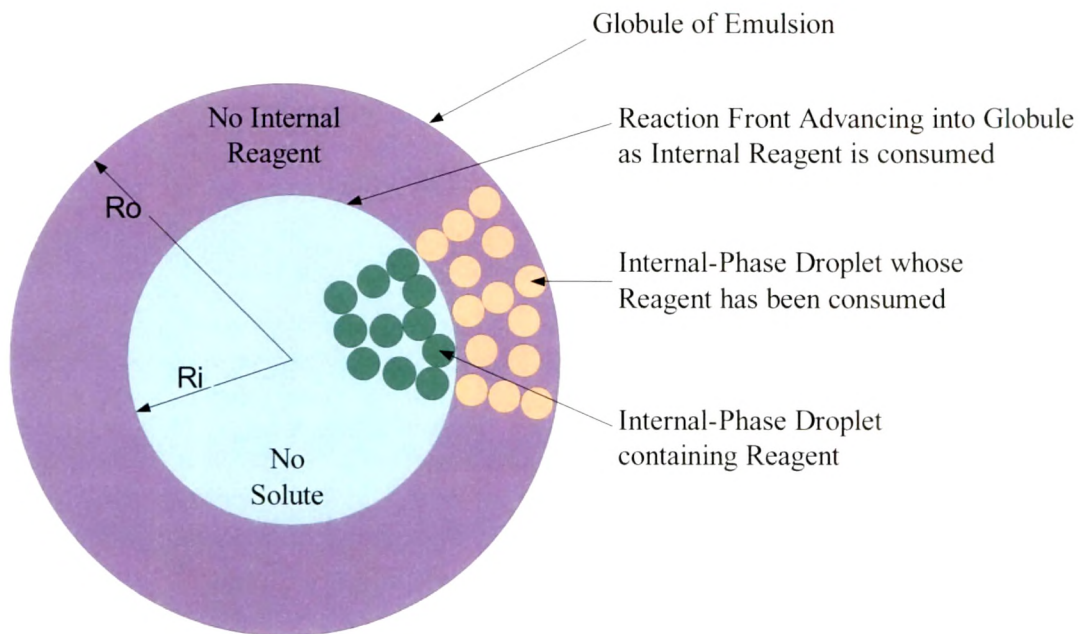 Globule of Emulsion
No Internal
Reagent
Reaction Front Advancing into Globule
as Internal Reagent is consumed
Ro
Internal-Phase Droplet whose
Reagent has been consumed
Ri
Internal-Phase Droplet
containing Reagent
No
Solute